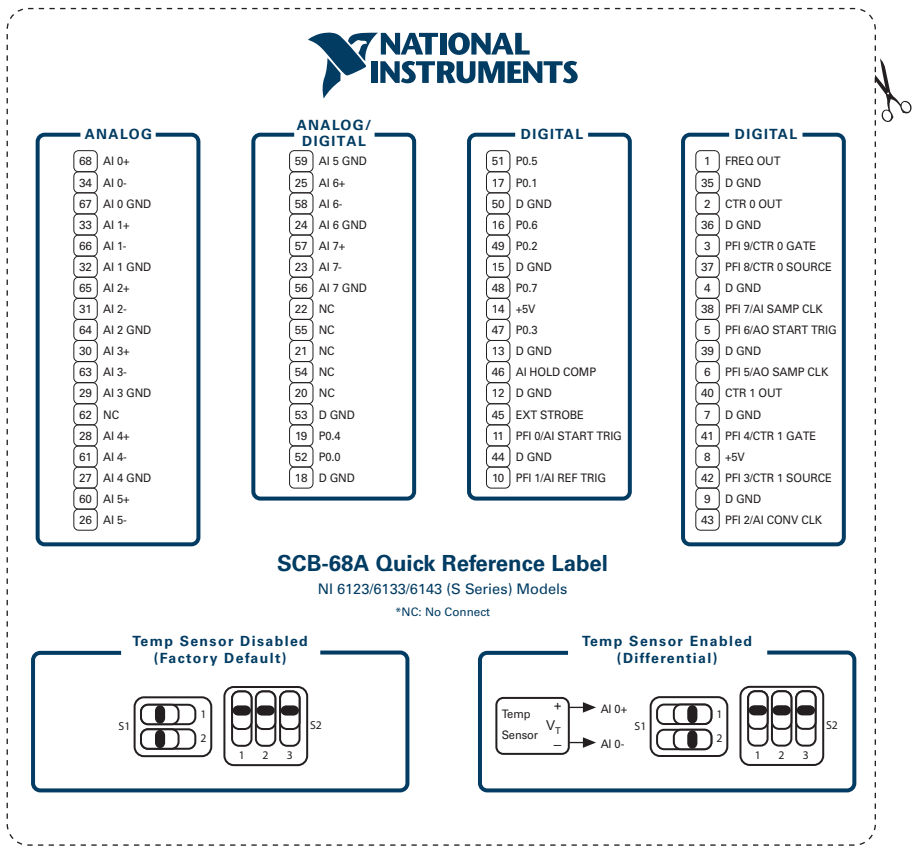 NATIONAL
INSTRUMENTS
ANALOG
68 AI 0+
34 AI 0-
67 AI 0 GND
33 AI 1+
66 AI 1-
32 AI 1 GND
65 AI 2+
31 AI 2-
64 AI 2 GND
30 AI 3+
63 AI 3-
29 AI 3 GND
62 NC
28 AI 4+
61 AI 4-
27 AI 4 GND
60 AI 5+
26 AI 5-
ANALOG/
DIGITAL
59 AI 5 GND
25 AI 6+
58 AI 6-
24 AI 6 GND
57 AI 7+
23 AI 7-
56 AI 7 GND
22 NC
55 NC
21 NC
54 NC
20 NC
53 D GND
19 P0.4
52 P0.0
18 D GND
DIGITAL
51 P0.5
17 P0.1
50 D GND
16 P0.6
49 P0.2
15 D GND
48 P0.7
14 +5V
47 P0.3
13 D GND
46 AI HOLD COMP
12 D GND
45 EXT STROBE
11 PFI 0/AI START TRIG
44 D GND
10 PFI 1/AI REF TRIG
DIGITAL
1 FREQ OUT
35 D GND
2 CTR 0 OUT
36 D GND
3 PFI 9/CTR 0 GATE
37 PFI 8/CTR 0 SOURCE
4 D GND
38 PFI 7/AI SAMP CLK
5 PFI 6/AO START TRIG
39 D GND
6 PFI 5/AO SAMP CLK
40 CTR 1 OUT
7 D GND
41 PFI 4/CTR 1 GATE
8 +5V
42 PFI 3/CTR 1 SOURCE
9 D GND
43 PFI 2/AI CONV CLK
SCB-68A Quick Reference Label
NI 6123/6133/6143 (S Series) Models
*NC: No Connect
Temp Sensor Disabled
(Factory Default)
S1
1
2
S2
1 2 3
Temp Sensor Enabled
(Differential)
Temp
Sensor
+
VT
–
AI 0+
AI 0-
S1
1
2
S2
1 2 3